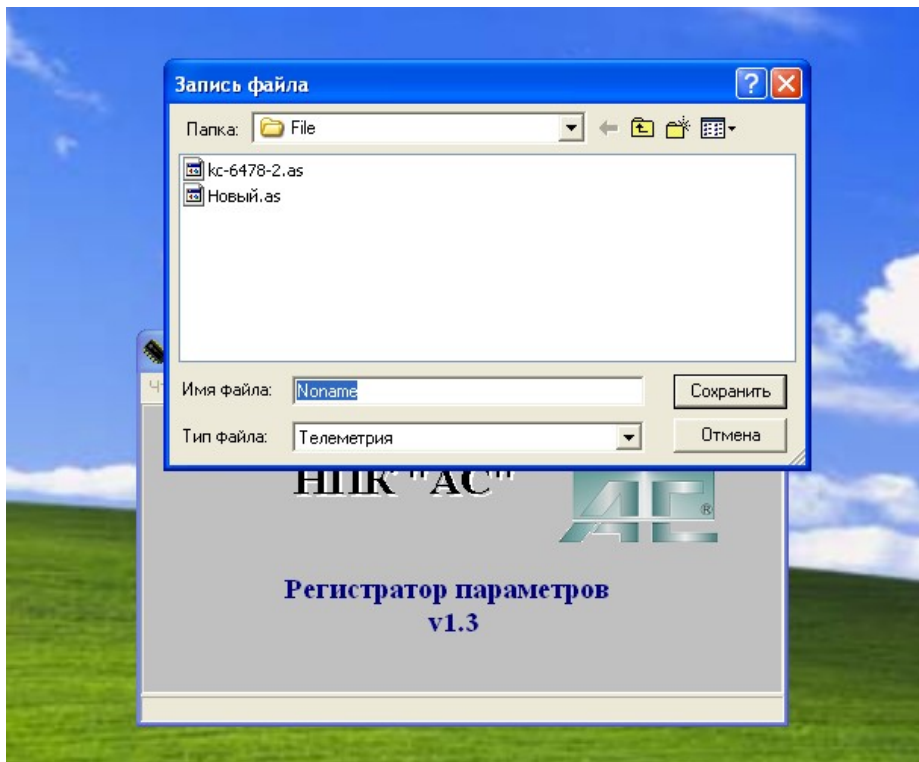 Запись файла
Папка: File
kc-6478-2.as
Новый.as
Имя файла: Noname Сохранить
Тип файла: Телеметрия Отмена
НПК "АС"
АС ®
Регистратор параметров
v1.3